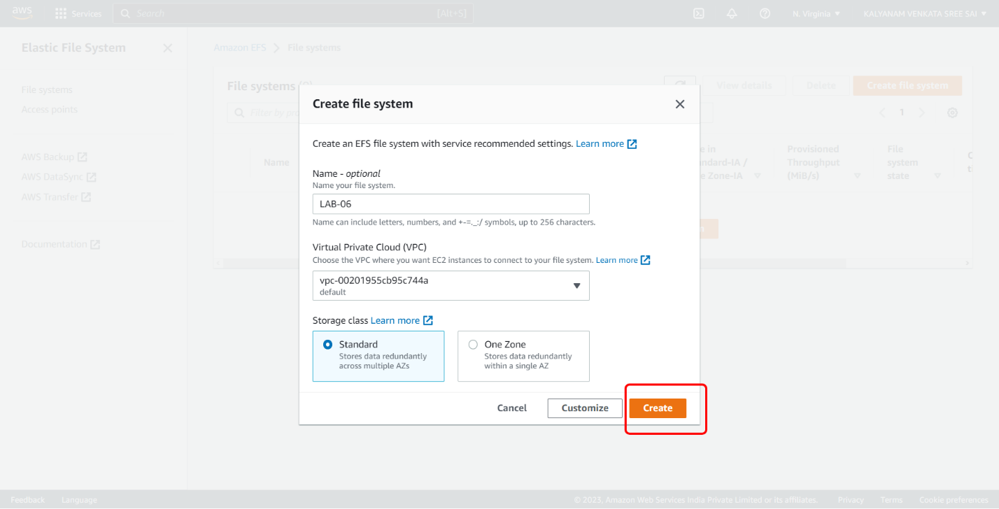 aws
Services
Search
[Alt+S]
N. Virginia
KALYANAM VENKATA SREE SAI
Elastic File System
File systems
Access points
AWS Backup
AWS DataSync
AWS Transfer
Documentation
Amazon EFS
File systems
File systems (0)
View details
Delete
Create file system
Filter by pro
1
Name
e in
ndard-IA /
e Zone-IA
Provisioned
Throughput
(MiB/s)
File
system
state
Create file system
Create an EFS file system with service recommended settings. Learn more
Name - optional
Name your file system.
LAB-06
Name can include letters, numbers, and +-=._:/ symbols, up to 256 characters.
Virtual Private Cloud (VPC)
Choose the VPC where you want EC2 instances to connect to your file system. Learn more
vpc-00201955cb95c744a
default
Storage class Learn more
Standard
Stores data redundantly
across multiple AZs
One Zone
Stores data redundantly
within a single AZ
Cancel
Customize
Create
Feedback
Language
© 2023, Amazon Web Services India Private Limited or its affiliates.
Privacy
Terms
Cookie preferences